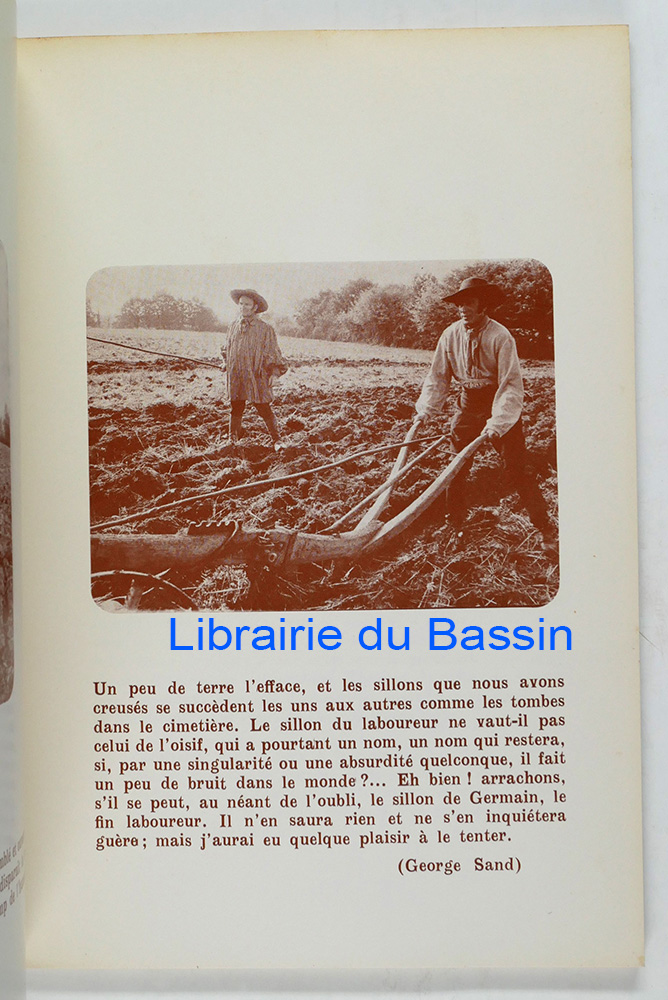 Librairie du Bassin
Un peu de terre l'efface, et les sillons que nous avons
creusés se succèdent les uns aux autres comme les tombes
dans le cimetière. Le sillon du laboureur ne vaut-il pas
celui de l'oisif, qui a pourtant un nom, un nom qui restera,
si, par une singularité ou une absurdité quelconque, il fait
un peu de bruit dans le monde ?... Eh bien ! arrachons,
s'il se peut, au néant de l'oubli, le sillon de Germain, le
fin laboureur. Il n'en saura rien et ne s'en inquiétera
guère ; mais j'aurai eu quelque plaisir à le tenter.
(George Sand)